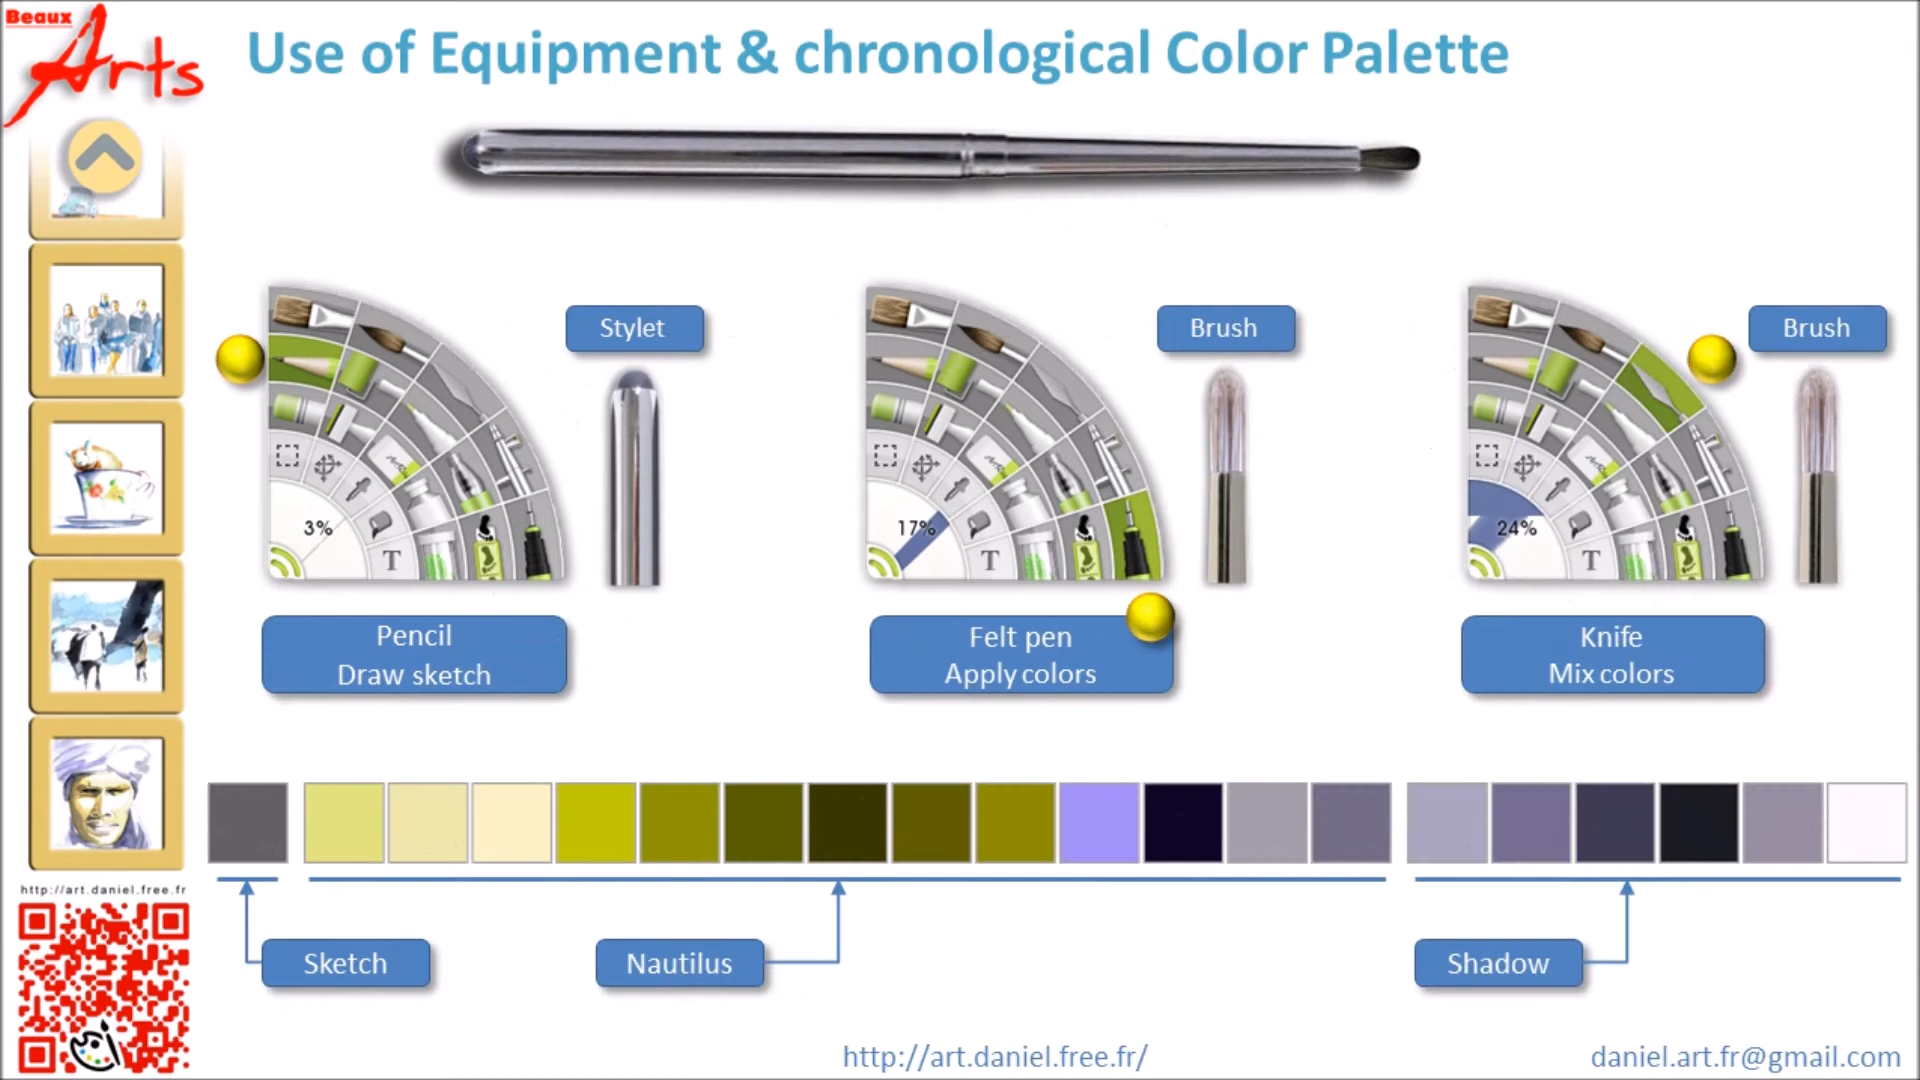 Beaux
Arts
Use of Equipment & chronological Color Palette
Stylet
Brush
Brush
3%
T
17%
T
24%
T
Pencil
Draw sketch
Felt pen
Apply colors
Knife
Mix colors
http://art.daniel.free.fr
Sketch
Nautilus
Shadow
http://art.daniel.free.fr/
daniel.art.fr@gmail.com